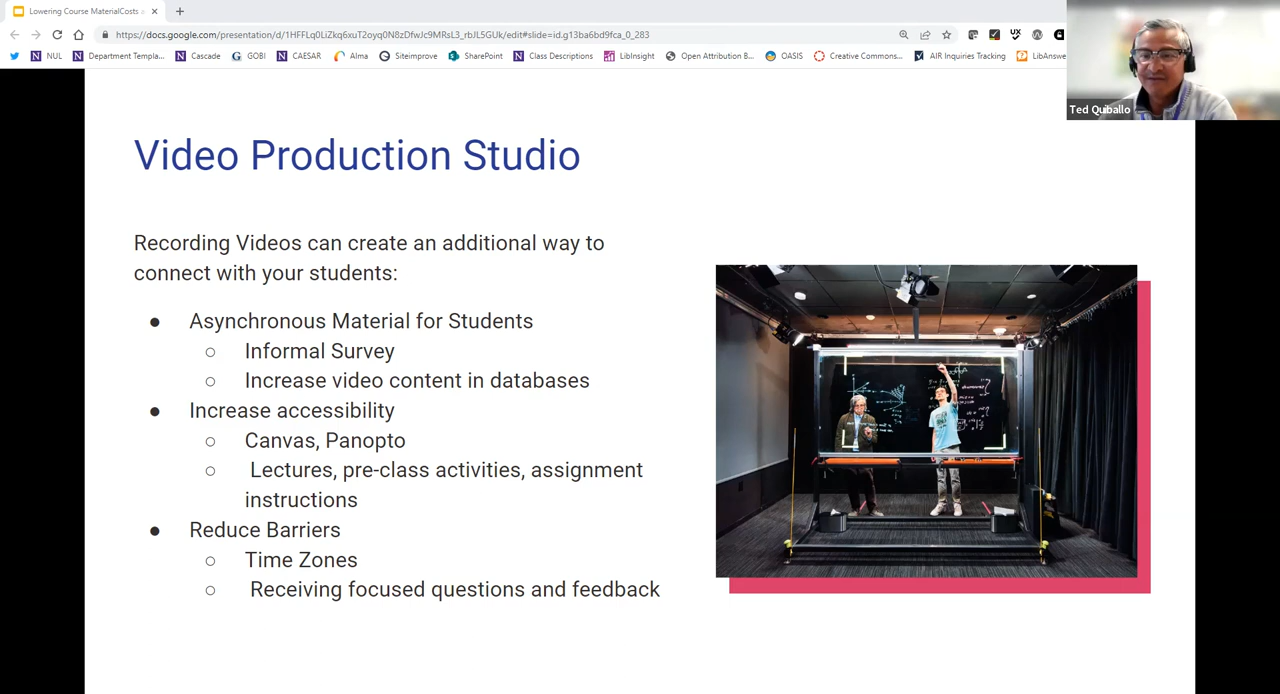 Lowering Course MaterialCosts a
https://docs.google.com/presentation/d/1HFFLq0LiZkq6xuT2oyq0N8zDfwJc9MRsL3_rbJL5GUk/edit#slide=id.g13ba6bd9fca_0_283
NUL Department Templa... Cascade GOBI CAESAR Alma Siteimprove SharePoint Class Descriptions LibInsight Open Attribution B... OASIS Creative Commons... AIR Inquiries Tracking LibAnswe
Ted Quiballo
Video Production Studio
Recording Videos can create an additional way to
connect with your students:
● Asynchronous Material for Students
○ Informal Survey
○ Increase video content in databases
● Increase accessibility
○ Canvas, Panopto
○ Lectures, pre-class activities, assignment
instructions
● Reduce Barriers
○ Time Zones
○ Receiving focused questions and feedback